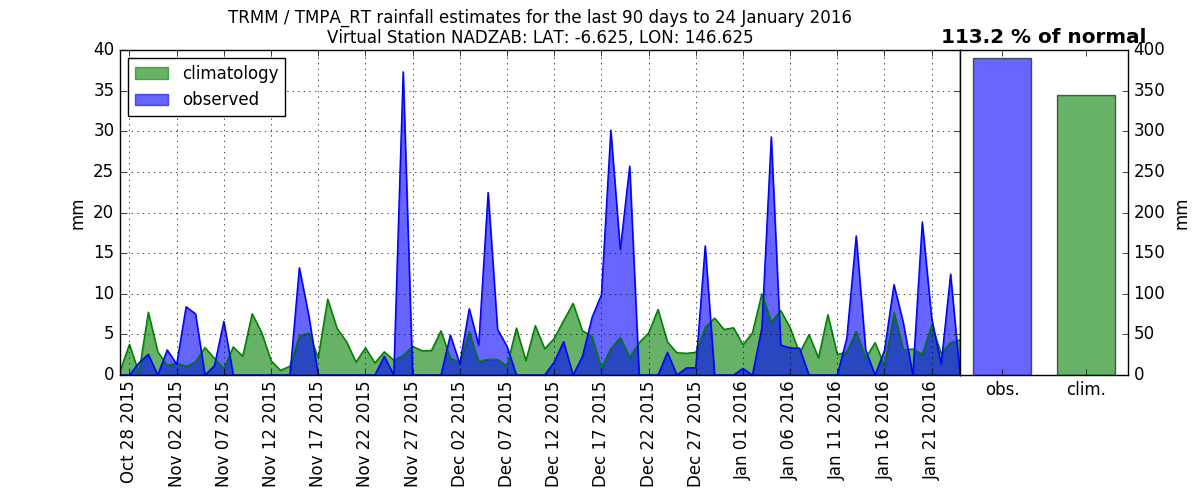 TRMM / TMPA_RT rainfall estimates for the last 90 days to 24 January 2016
Virtual Station NADZAB: LAT: -6.625, LON: 146.625
113.2 % of normal
climatology
observed
40
35
30
25
20
15
10
5
0
mm
400
350
300
250
200
150
100
50
0
mm
Oct 28 2015
Nov 02 2015
Nov 07 2015
Nov 12 2015
Nov 17 2015
Nov 22 2015
Nov 27 2015
Dec 02 2015
Dec 07 2015
Dec 12 2015
Dec 17 2015
Dec 22 2015
Dec 27 2015
Jan 01 2016
Jan 06 2016
Jan 11 2016
Jan 16 2016
Jan 21 2016
obs.
clim.